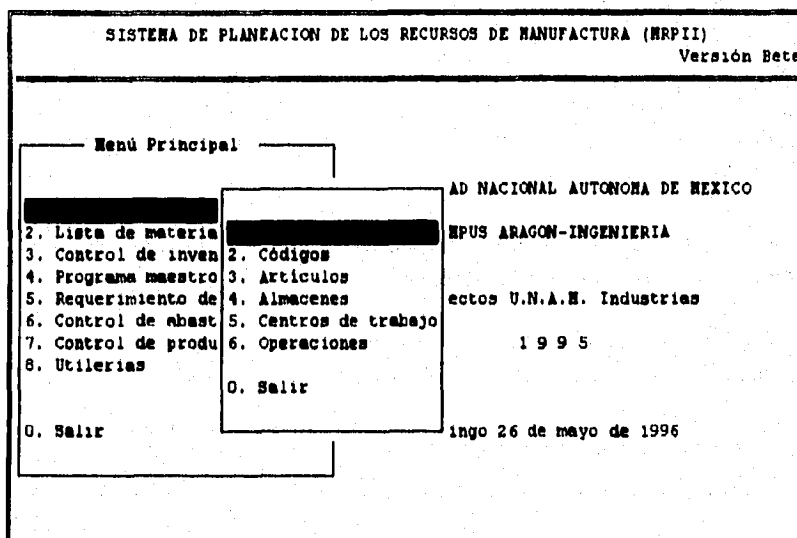 SISTEMA DE PLANEACION DE LOS RECURSOS DE MANUFACTURA (MRPII)
Versión Beta
Menú Principal
AD NACIONAL AUTONOMA DE MEXICO
2. Lista de materia
MPUS ARAGON-INGENIERIA
3. Control de inven
2. Códigos
4. Programa maestro
3. Artículos
5. Requerimiento de
4. Almacenes
ectos U.N.A.M. Industrias
6. Control de abast
5. Centros de trabajo
7. Control de produ
6. Operaciones
1 9 9 5
8. Utilerias
0. Salir
0. Salir
ingo 26 de mayo de 1996